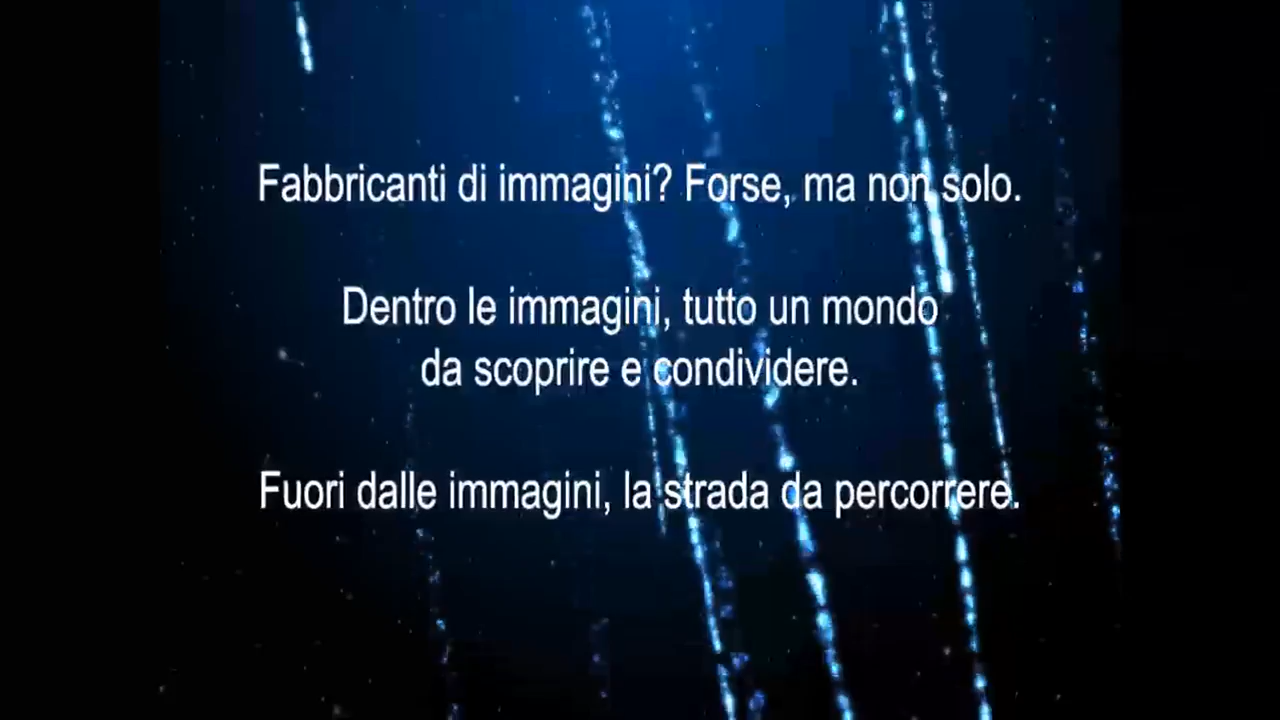 Fabbricanti di immagini? Forse, ma non solo.
Dentro le immagini, tutto un mondo
da scoprire e condividere.
Fuori dalle immagini, la strada da percorrere.